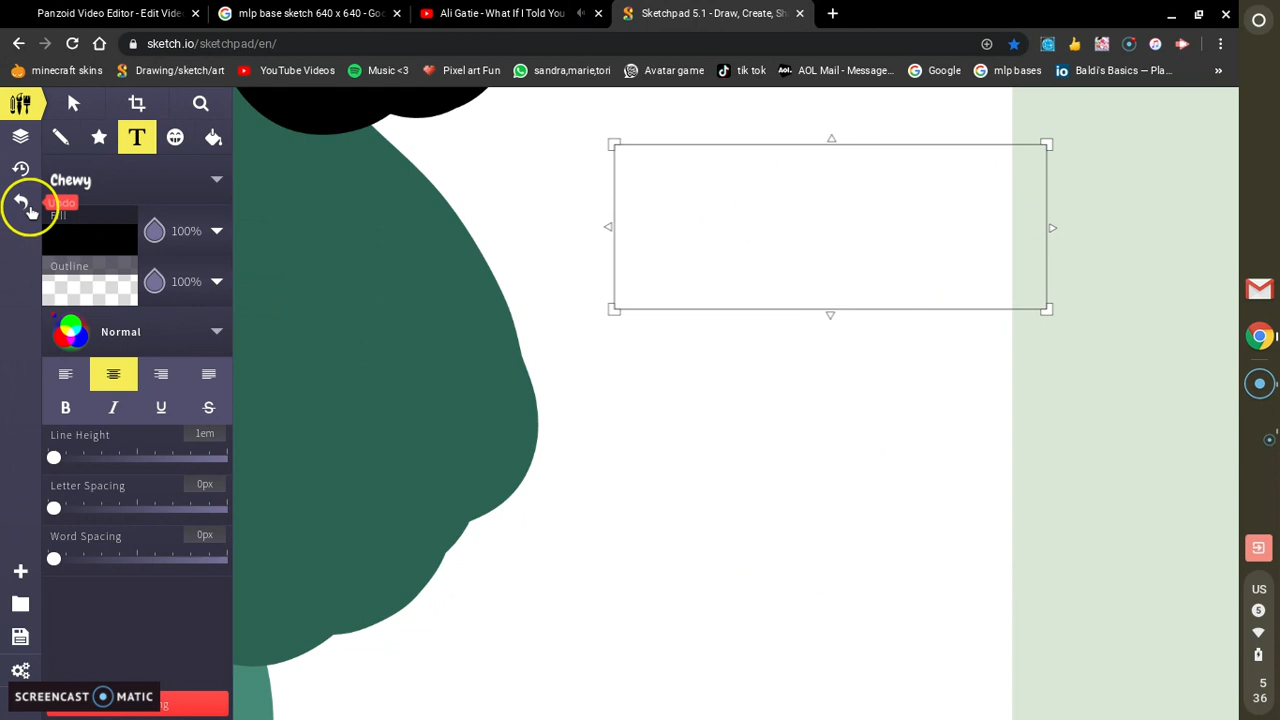 Panzoid Video Editor - Edit Vide
mlp base sketch 640 x 640 - Goo
Ali Gatie - What If I Told You
Sketchpad 5.1 - Draw, Create, Sh
sketch.io/sketchpad/en/
minecraft skins
Drawing/sketch/art
YouTube Videos
Music <3
Pixel art Fun
sandra,marie,tori
Avatar game
tik tok
AOL Mail - Message...
Google
mlp bases
Baldi's Basics — Pla...
»
T
Chewy
Undo
Fill
100%
Outline
100%
Normal
B I U S
Line Height 1em
Letter Spacing 0px
Word Spacing 0px
SCREENCAST MATIC
US
5
5
36